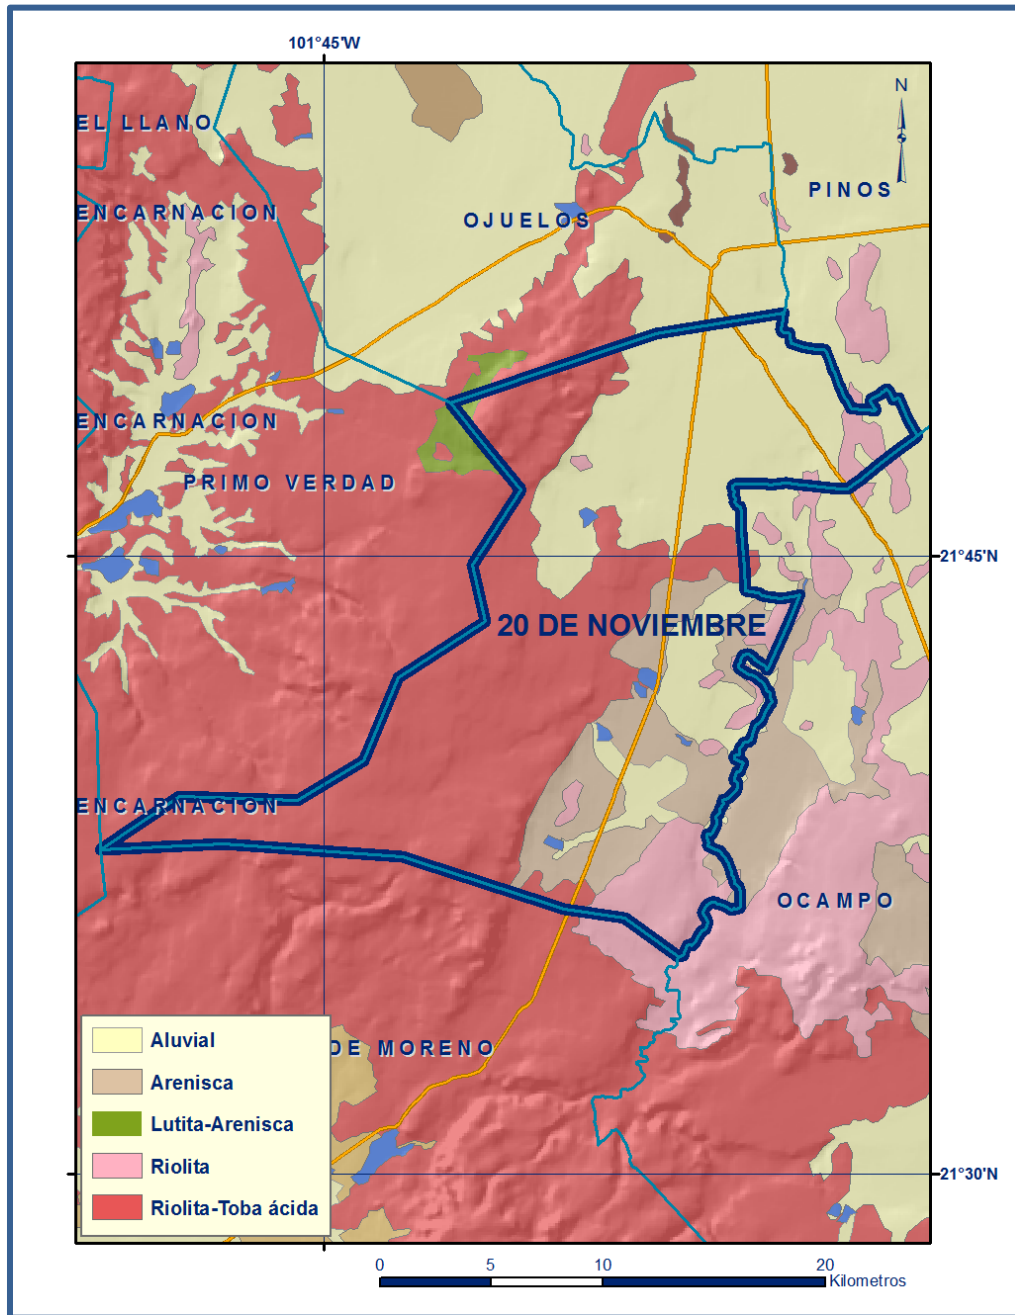 101°45'W
N
EL LLANO
PINOS
ENCARNACION
OJUELOS
ENCARNACION
PRIMO VERDAD
21°45'N
20 DE NOVIEMBRE
ENCARNACION
OCAMPO
DE MORENO
Aluvial
Arenisca
Lutita-Arenisca
Riolita
Riolita-Toba ácida
21°30'N
0 5 10 20
Kilometros